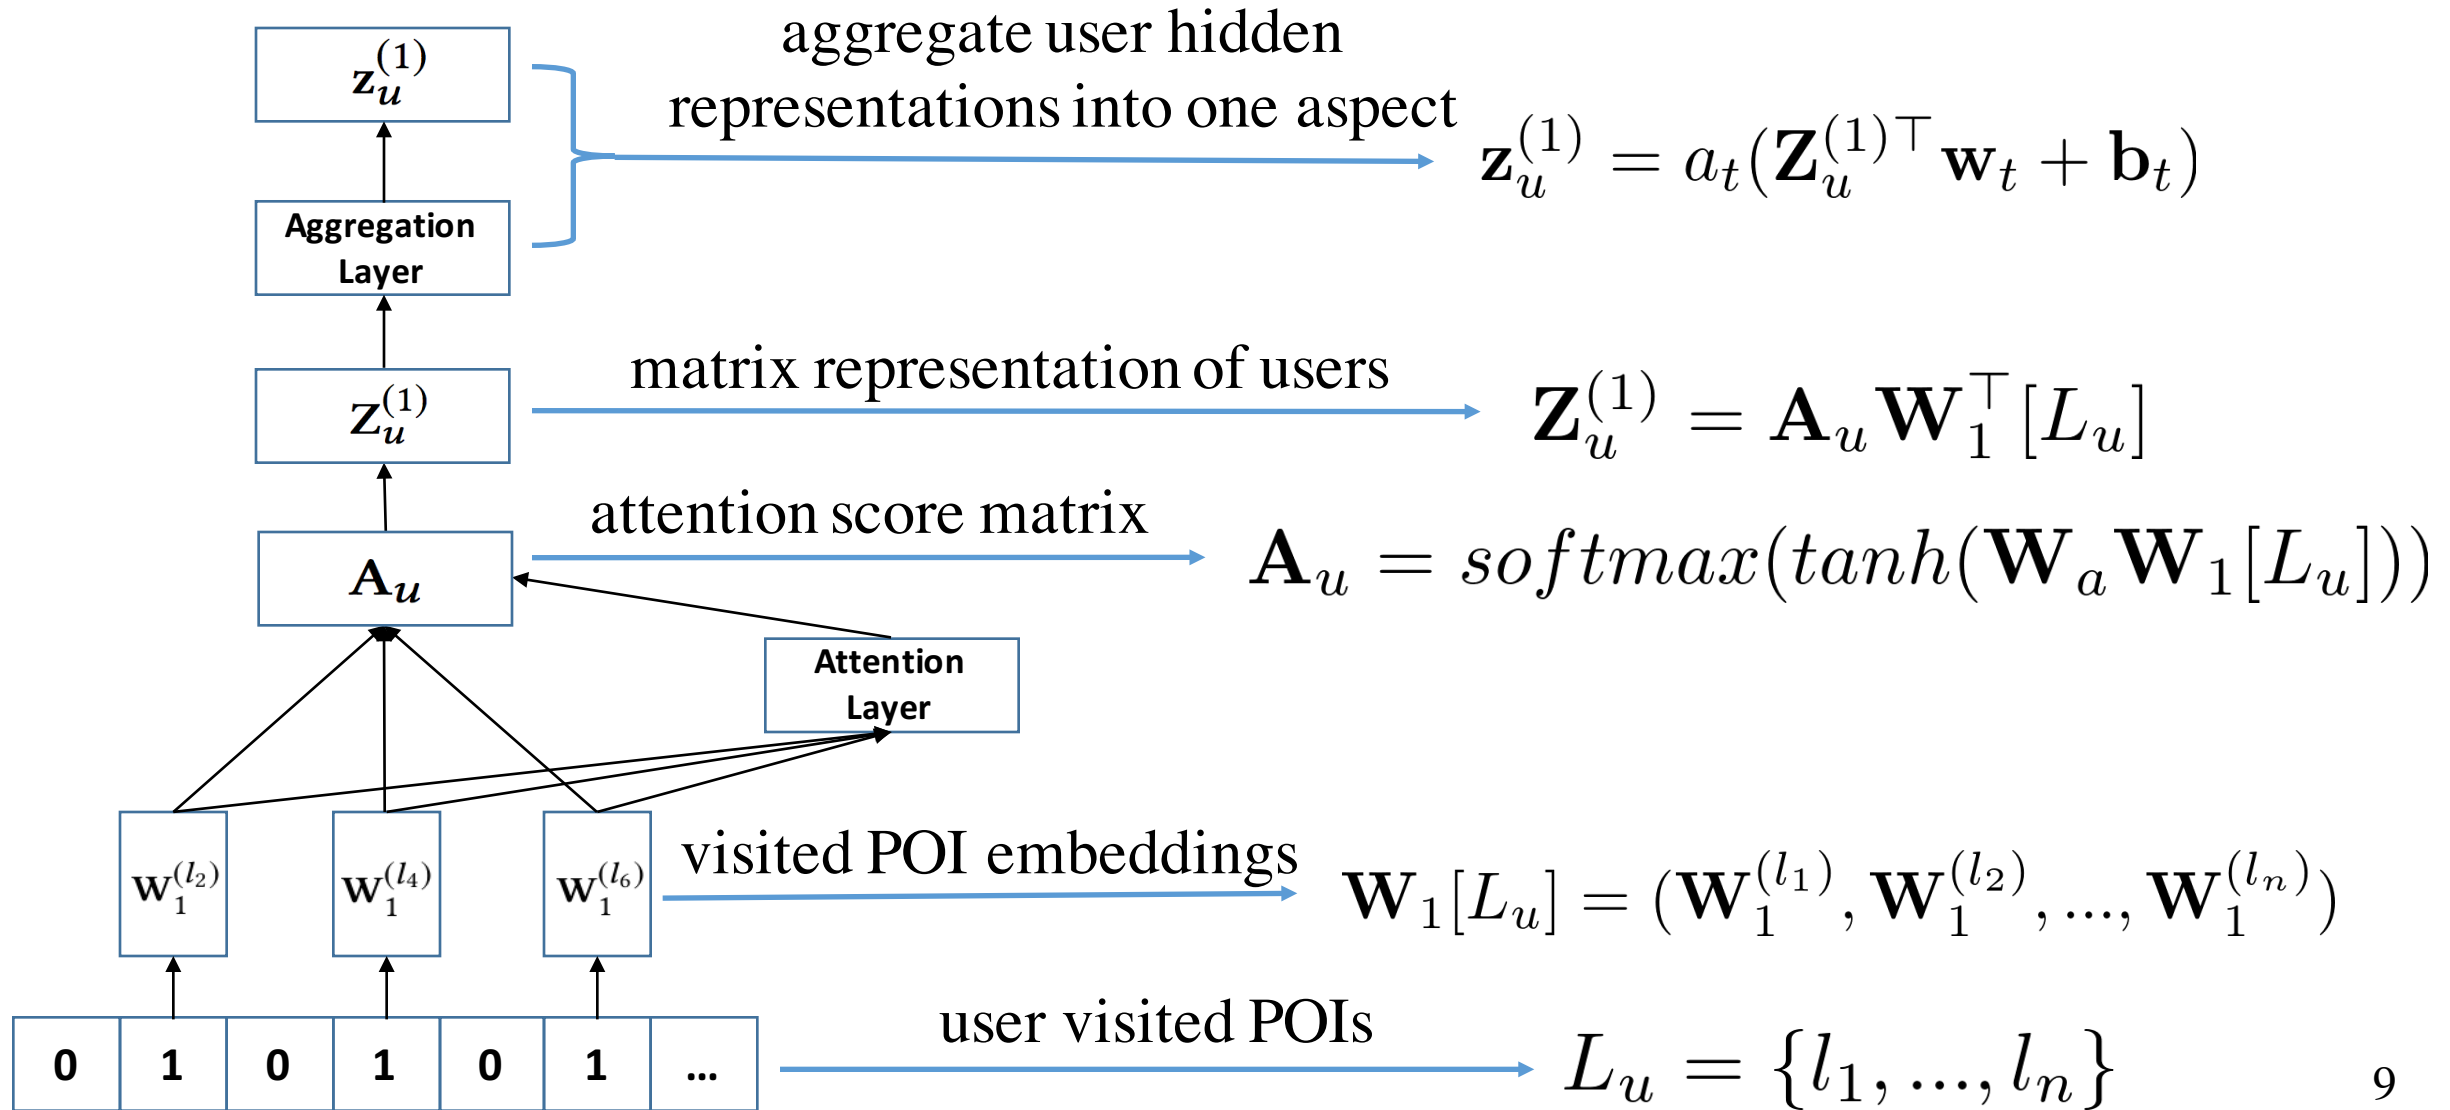 aggregate user hidden
representations into one aspect
z_u^{(1)}
z_u^{(1)} = a_t(Z_u^{(1)⊤} w_t + b_t)
Aggregation
Layer
matrix representation of users
Z_u^{(1)}
Z_u^{(1)} = A_u W_1^⊤[L_u]
attention score matrix
A_u
A_u = softmax(tanh(W_a W_1[L_u]))
Attention
Layer
visited POI embeddings
W_1^{(l_2)} W_1^{(l_4)} W_1^{(l_6)}
W_1[L_u] = (W_1^{(l_1)}, W_1^{(l_2)}, ..., W_1^{(l_n)})
user visited POIs
0 1 0 1 0 1 ...
L_u = {l_1, ..., l_n}
9